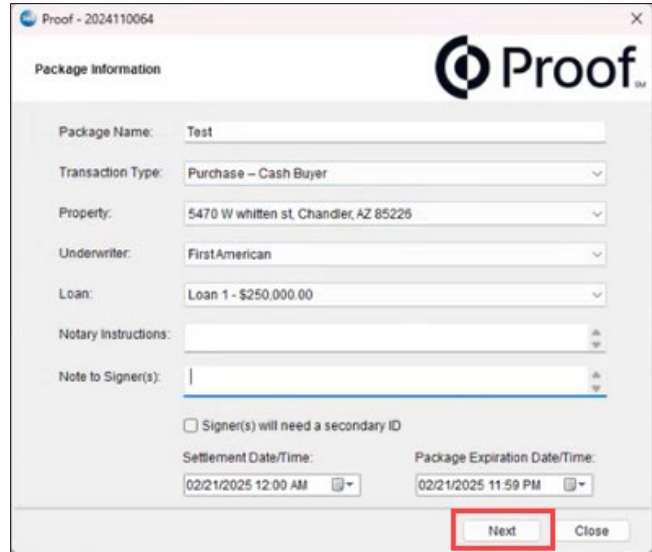 Proof - 2024110064
Package Information
Proof
SM
Package Name: Test
Transaction Type: Purchase – Cash Buyer
Property: 5470 W whitten st, Chandler, AZ 85226
Underwriter: FirstAmerican
Loan: Loan 1 - $250,000.00
Notary Instructions:
Note to Signer(s):
Signer(s) will need a secondary ID
Settlement Date/Time: Package Expiration Date/Time:
02/21/2025 12:00 AM 02/21/2025 11:59 PM
Next Close